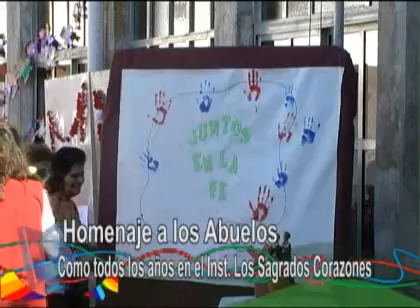 JUNTOS
EN LA
FE
Homenaje a los Abuelos
Como todos los años en el Inst. Los Sagrados Corazones